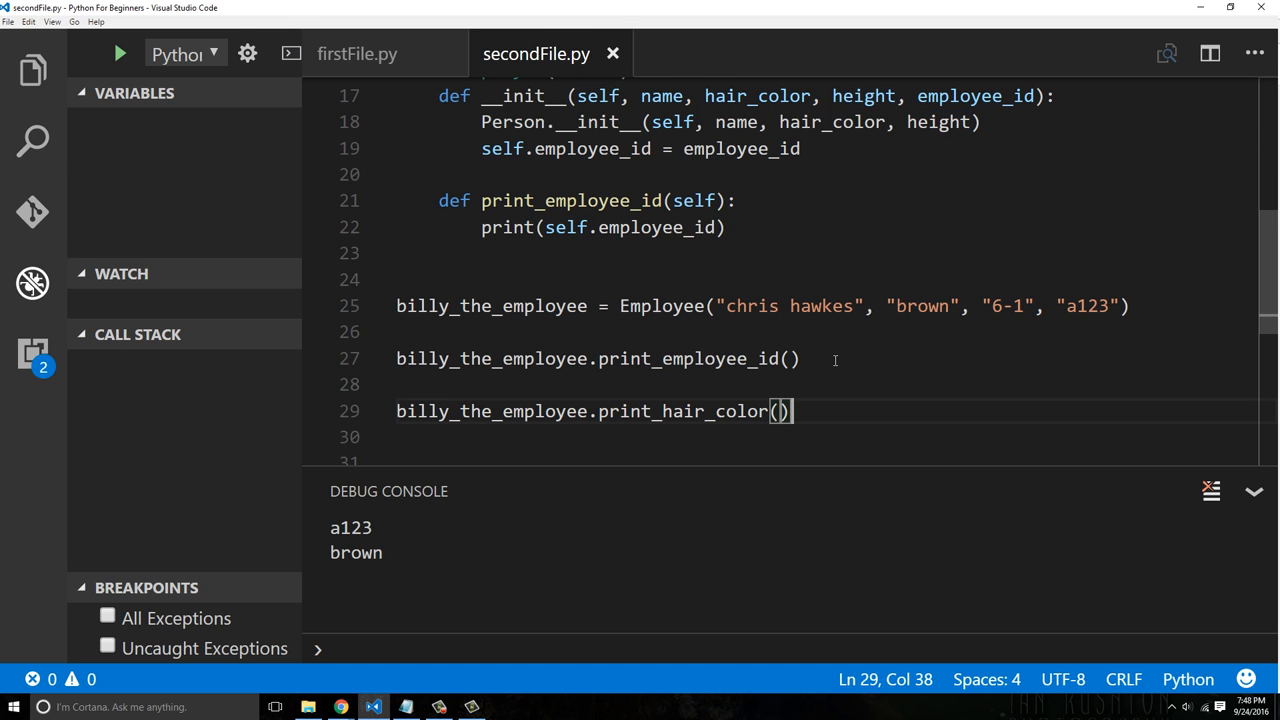 secondFile.py - Python For Beginners - Visual Studio Code
File Edit View Go Help
Pythor
firstFile.py
secondFile.py
VARIABLES
WATCH
CALL STACK
2
BREAKPOINTS
All Exceptions
Uncaught Exceptions
17 def __init__(self, name, hair_color, height, employee_id):
18 Person.__init__(self, name, hair_color, height)
19 self.employee_id = employee_id
20
21 def print_employee_id(self):
22 print(self.employee_id)
23
24
25 billy_the_employee = Employee("chris hawkes", "brown", "6-1", "a123")
26
27 billy_the_employee.print_employee_id()
28
29 billy_the_employee.print_hair_color()
30
31
DEBUG CONSOLE
a123
brown
0 0
Ln 29, Col 38 Spaces: 4 UTF-8 CRLF Python
I'm Cortana. Ask me anything.
7:48 PM
9/24/2016